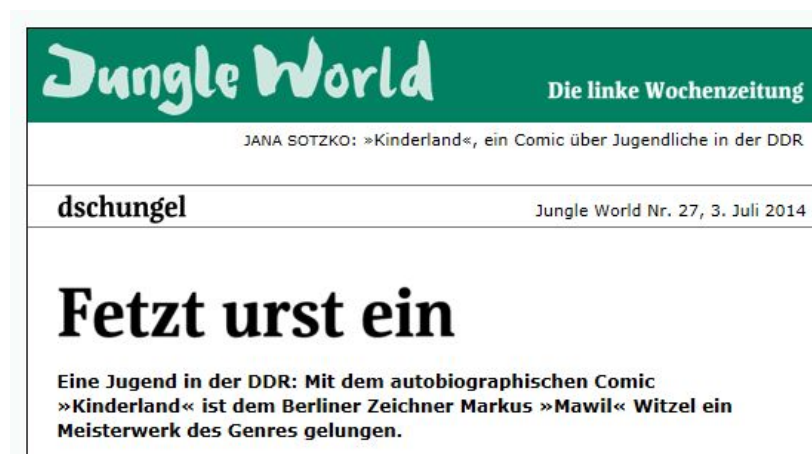 Jungle World
Die linke Wochenzeitung
JANA SOTZKO: »Kinderland«, ein Comic über Jugendliche in der DDR
dschungel
Jungle World Nr. 27, 3. Juli 2014
Fetzt urst ein
Eine Jugend in der DDR: Mit dem autobiographischen Comic
»Kinderland« ist dem Berliner Zeichner Markus »Mawil« Witzel ein
Meisterwerk des Genres gelungen.